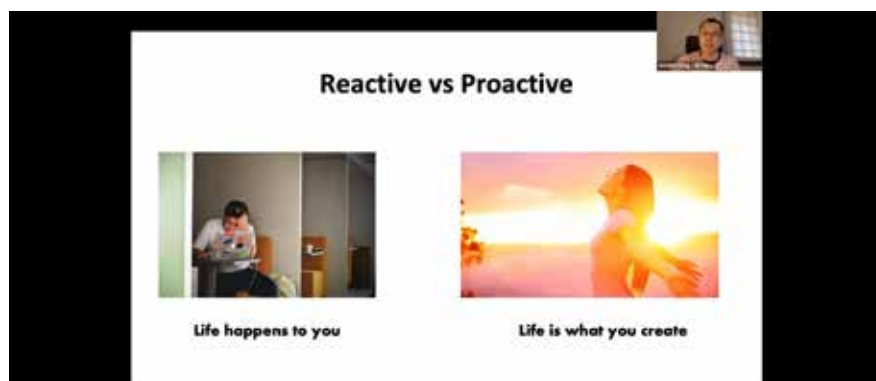 Reactive vs Proactive
Life happens to you
Life is what you create